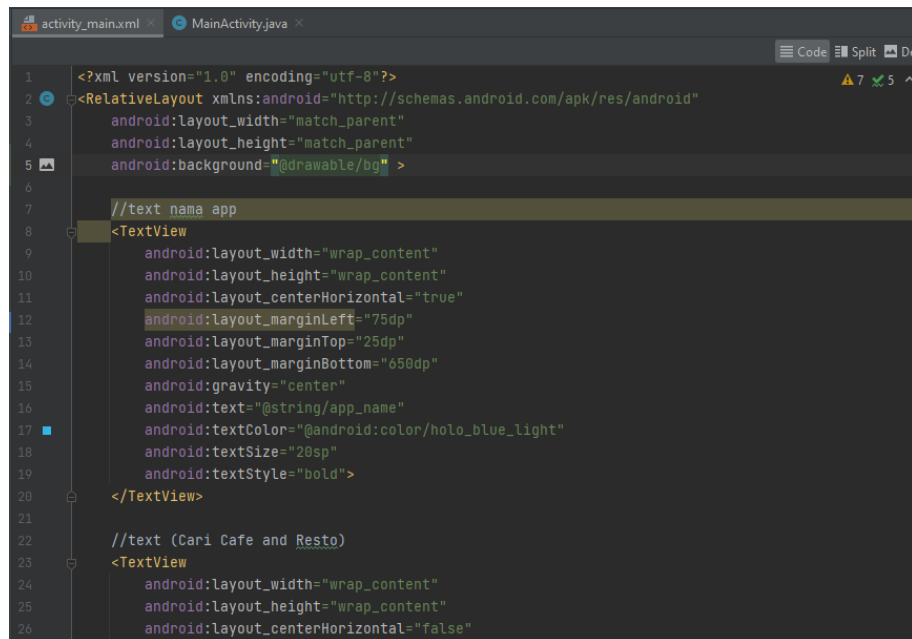 activity_main.xml MainActivity.java
Code Split De
1 <?xml version="1.0" encoding="utf-8"?> 7 5
2 <RelativeLayout xmlns:android="http://schemas.android.com/apk/res/android"
3 android:layout_width="match_parent"
4 android:layout_height="match_parent"
5 android:background="@drawable/bg" >
6
7 //text nama app
8 <TextView
9 android:layout_width="wrap_content"
10 android:layout_height="wrap_content"
11 android:layout_centerHorizontal="true"
12 android:layout_marginLeft="75dp"
13 android:layout_marginTop="25dp"
14 android:layout_marginBottom="650dp"
15 android:gravity="center"
16 android:text="@string/app_name"
17 android:textColor="@android:color/holo_blue_light"
18 android:textSize="20sp"
19 android:textStyle="bold">
20 </TextView>
21
22 //text (Cari Cafe and Resto)
23 <TextView
24 android:layout_width="wrap_content"
25 android:layout_height="wrap_content"
26 android:layout_centerHorizontal="false"